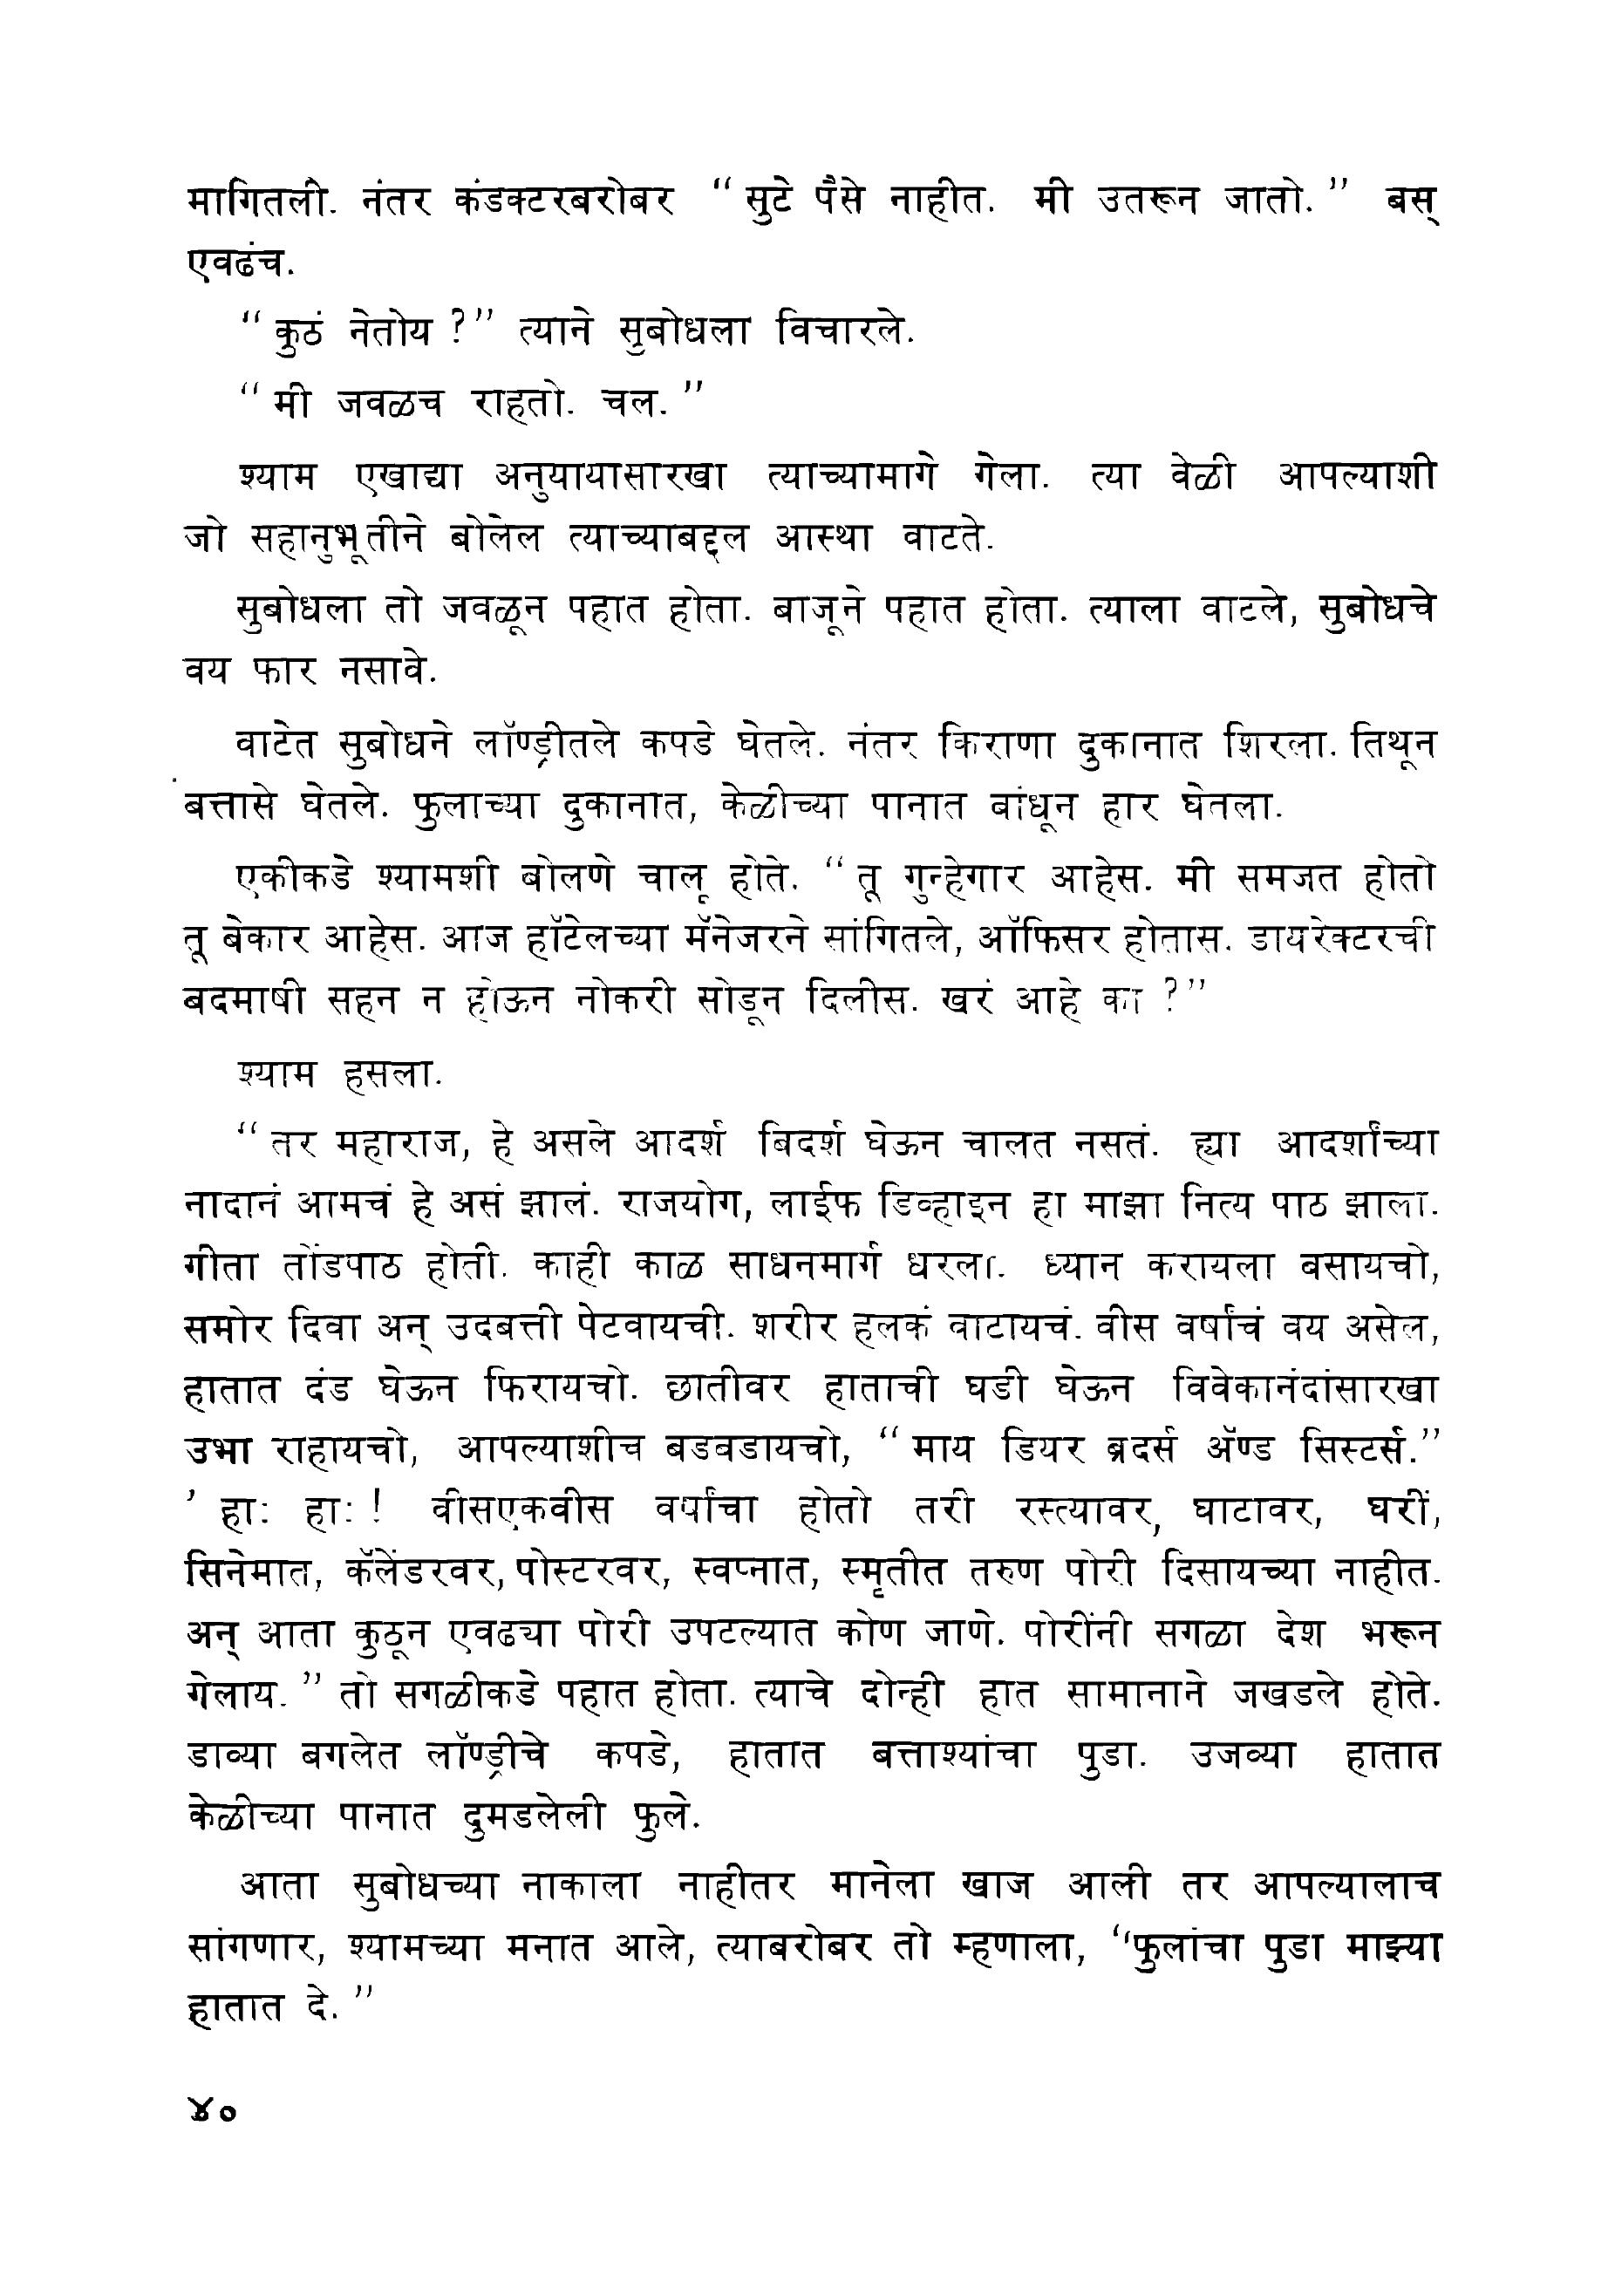 मागितली. नंतर कंडक्टरबरोबर “ सुटे पैसे नाहीत. मी उतरून जातो. ” बस्
एवढंच.
“ कुठं नेतोय ?” त्याने सुबोधला विचारले.
“ मी जवळच राहतो. चल. ”
श्याम एखाद्या अनुयायासारखा त्याच्यामागे गेला. त्या वेळी आपल्याशी
जो सहानुभूतीने बोलेल त्याच्याबद्दल आस्था वाटते.
सुबोधला तो जवळून पहात होता. बाजूने पहात होता. त्याला वाटले, सुबोधचे
वय फार नसावे.
वाटेत सुबोधने लॉण्ड्रीतले कपडे घेतले. नंतर किराणा दुकानात शिरला. तिथून
बत्तासे घेतले. फुलाच्या दुकानात, केळीच्या पानात बांधून हार घेतला.
एकीकडे श्यामशी बोलणे चालू होते. “ तू गुन्हेगार आहेस. मी समजत होतो
तू बेकार आहेस. आज हॉटेलच्या मॅनेजरने सांगितले, ऑफिसर होतास. डायरेक्टरची
बदमाषी सहन न होऊन नोकरी सोडून दिलीस. खरं आहे का ?”
श्याम हसला.
“ तर महाराज, हे असले आदर्श बिदर्श घेऊन चालत नसतं. ह्या आदर्शांच्या
नादानं आमचं हे असं झालं. राजयोग, लाईफ डिव्हाइन हा माझा नित्य पाठ झाला.
गीता तोंडपाठ होती. काही काळ साधनमार्ग धरला. ध्यान करायला बसायचो,
समोर दिवा अन् उदबत्ती पेटवायची. शरीर हलकं वाटायचं. वीस वर्षांचं वय असेल,
हातात दंड घेऊन फिरायचो. छातीवर हाताची घडी घेऊन विवेकानंदांसारखा
उभा राहायचो, आपल्याशीच बडबडायचो, “ माय डियर ब्रदर्स ॲण्ड सिस्टर्स.”
’ हाः हाः ! वीसएकवीस वर्षांचा होतो तरी रस्त्यावर, घाटावर, घरीं,
सिनेमात, कॅलेंडरवर, पोस्टरवर, स्वप्नात, स्मृतीत तरुण पोरी दिसायच्या नाहीत.
अन् आता कुठून एवढ्या पोरी उपटल्यात कोण जाणे. पोरींनी सगळा देश भरून
गेलाय. ” तो सगळीकडे पहात होता. त्याचे दोन्ही हात सामानाने जखडले होते.
डाव्या बगलेत लॉण्ड्रीचे कपडे, हातात बत्ताश्यांचा पुडा. उजव्या हातात
केळीच्या पानात दुमडलेली फुले.
आता सुबोधच्या नाकाला नाहीतर मानेला खाज आली तर आपल्यालाच
सांगणार, श्यामच्या मनात आले, त्याबरोबर तो म्हणाला, “फुलांचा पुडा माझ्या
हातात दे. ”
४०